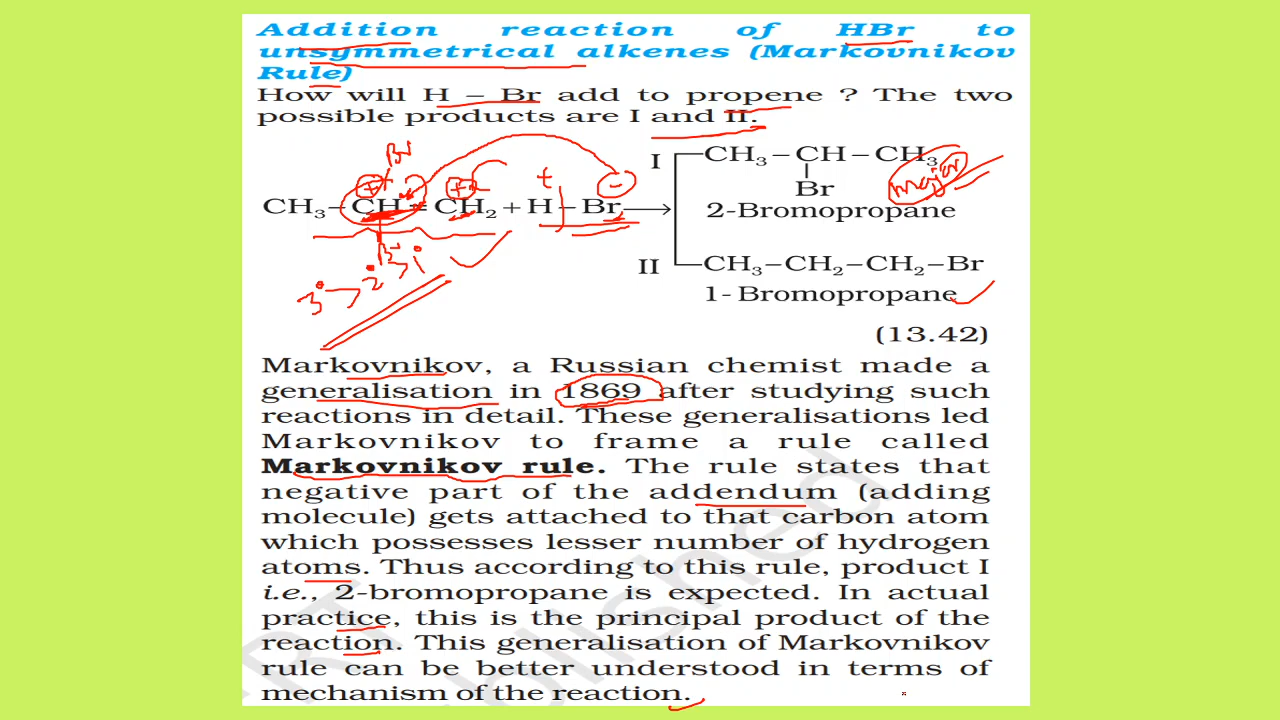 Addition reaction of HBr to
unsymmetrical alkenes (Markovnikov
Rule)
How will H – Br add to propene ? The two
possible products are I and II.
Br
+ - + - + -
CH₃–CH=CH₂+H–Br⟶
3° > 2° > 1°
I CH₃–CH–CH₃
Br
major
2-Bromopropane
II CH₃–CH₂–CH₂–Br
1- Bromopropane
(13.42)
Markovnikov, a Russian chemist made a
generalisation in 1869 after studying such
reactions in detail. These generalisations led
Markovnikov to frame a rule called
Markovnikov rule. The rule states that
negative part of the addendum (adding
molecule) gets attached to that carbon atom
which possesses lesser number of hydrogen
atoms. Thus according to this rule, product I
i.e., 2-bromopropane is expected. In actual
practice, this is the principal product of the
reaction. This generalisation of Markovnikov
rule can be better understood in terms of
mechanism of the reaction.